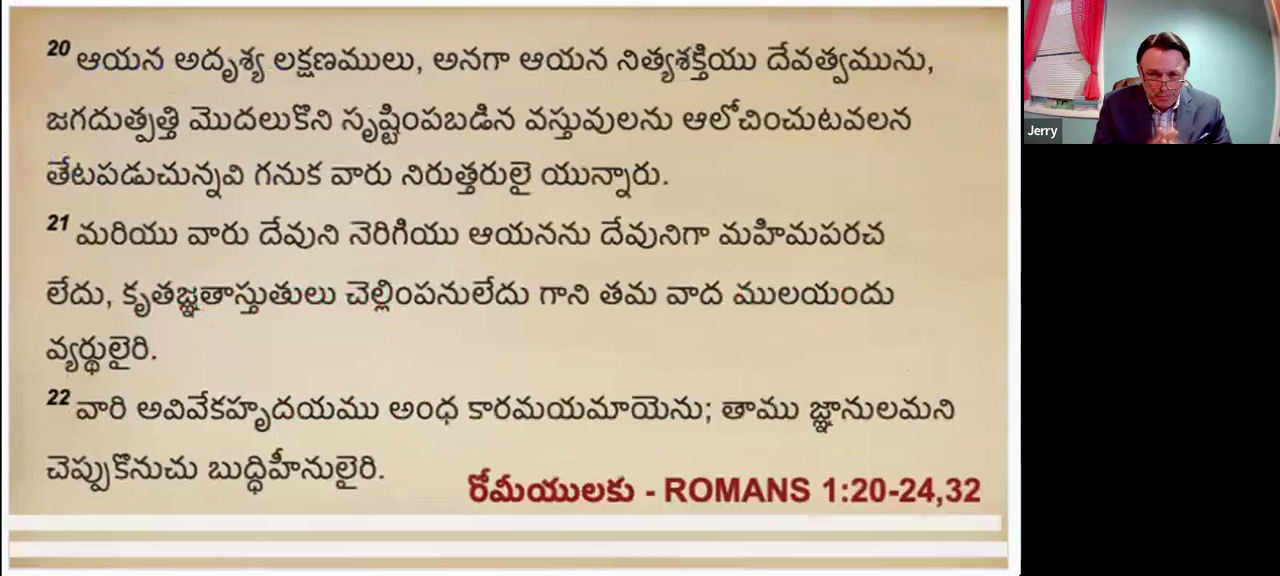 20 ఆయన అదృశ్య లక్షణములు, అనగా ఆయన నిత్యశక్తియు దేవత్వమును,
జగదుత్పత్తి మొదలుకొని సృష్టింపబడిన వస్తువులను ఆలోచించుటవలన
తేటపడుచున్నవి గనుక వారు నిరుత్తరులై యున్నారు.
21 మరియు వారు దేవుని నెరిగియు ఆయనను దేవునిగా మహిమపరచ
లేదు, కృతజ్ఞతాస్తుతులు చెల్లింపనులేదు గాని తమ వాద ములయందు
వ్యర్థులైరి.
22 వారి అవివేకహృదయము అంధ కారమయమాయెను; తాము జ్ఞానులమని
చెప్పుకొనుచు బుద్ధిహీనులైరి.
రోమీయులకు - ROMANS 1:20-24,32
Jerry